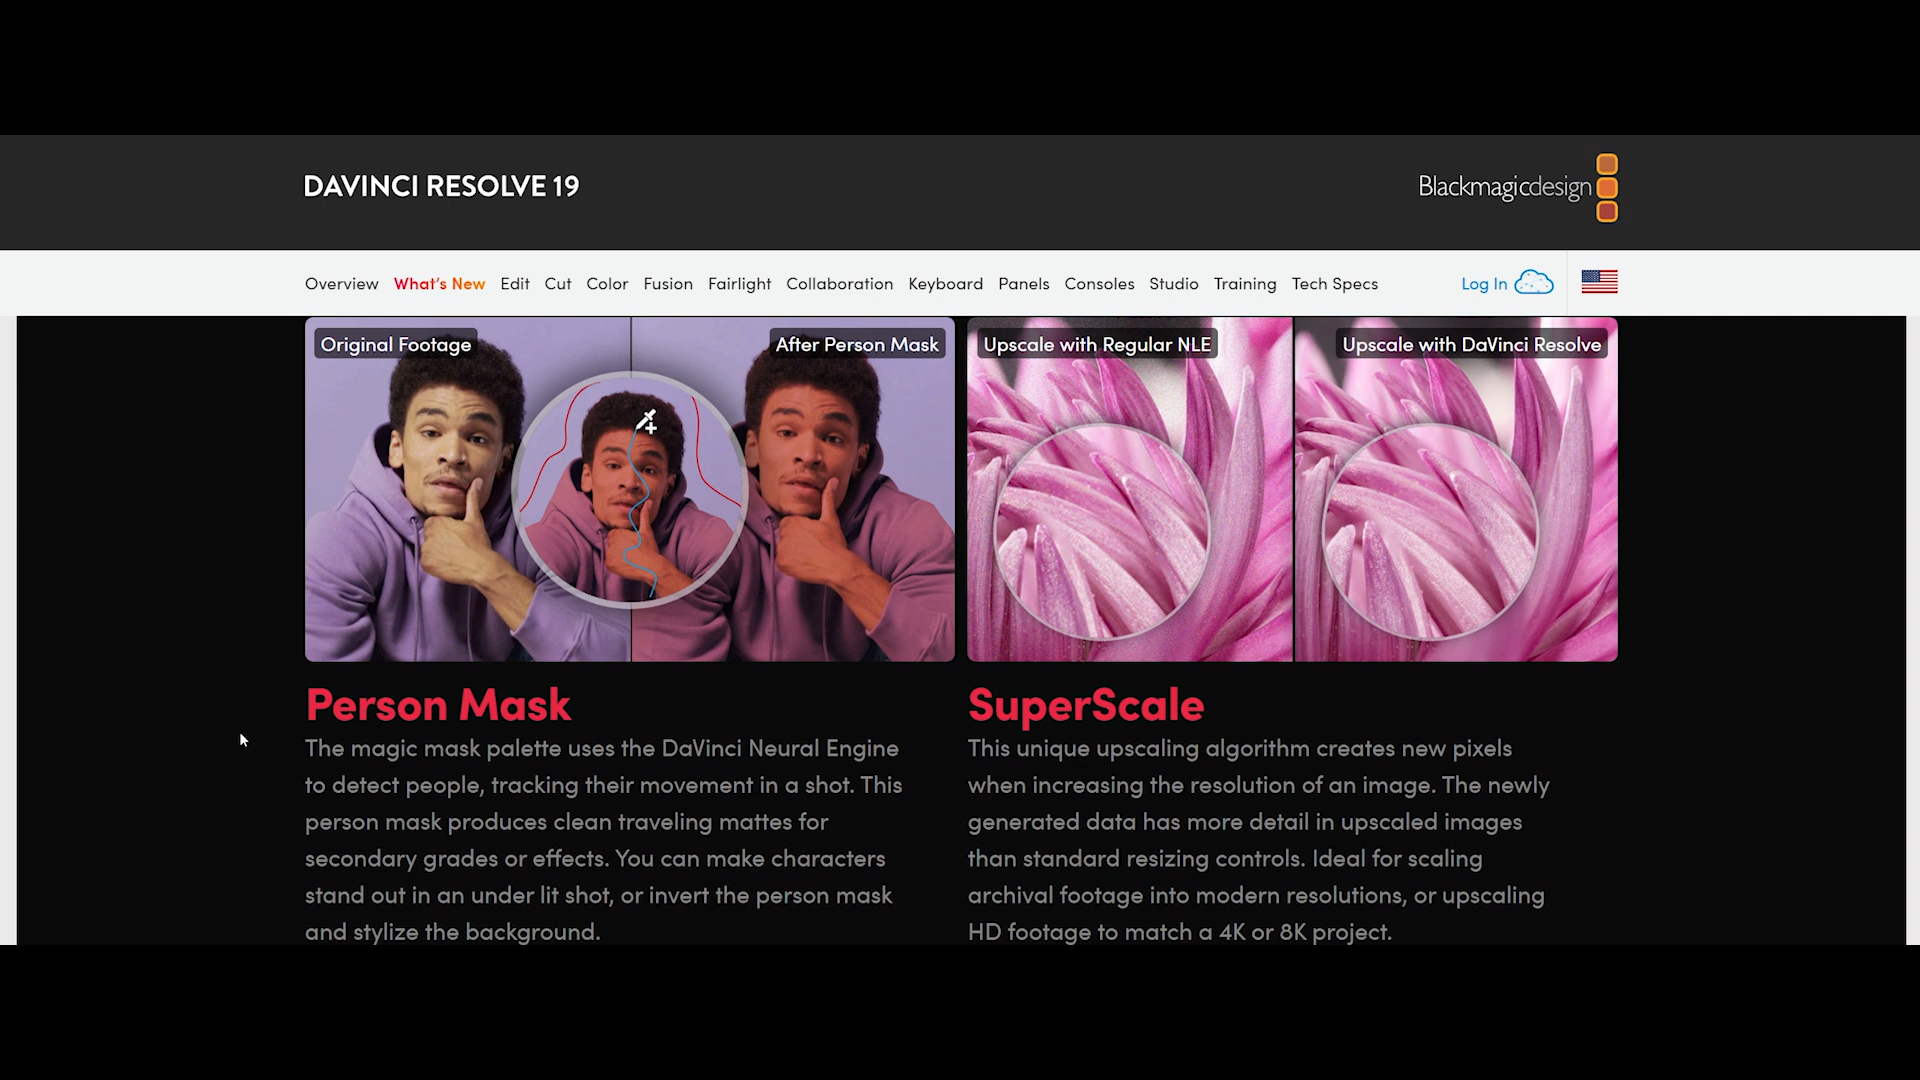 DAVINCI RESOLVE 19
Blackmagicdesign
Overview What's New Edit Cut Color Fusion Fairlight Collaboration Keyboard Panels Consoles Studio Training Tech Specs Log In
Original Footage
After Person Mask
Upscale with Regular NLE
Upscale with DaVinci Resolve
Person Mask
The magic mask palette uses the DaVinci Neural Engine
to detect people, tracking their movement in a shot. This
person mask produces clean traveling mattes for
secondary grades or effects. You can make characters
stand out in an under lit shot, or invert the person mask
and stylize the background.
SuperScale
This unique upscaling algorithm creates new pixels
when increasing the resolution of an image. The newly
generated data has more detail in upscaled images
than standard resizing controls. Ideal for scaling
archival footage into modern resolutions, or upscaling
HD footage to match a 4K or 8K project.